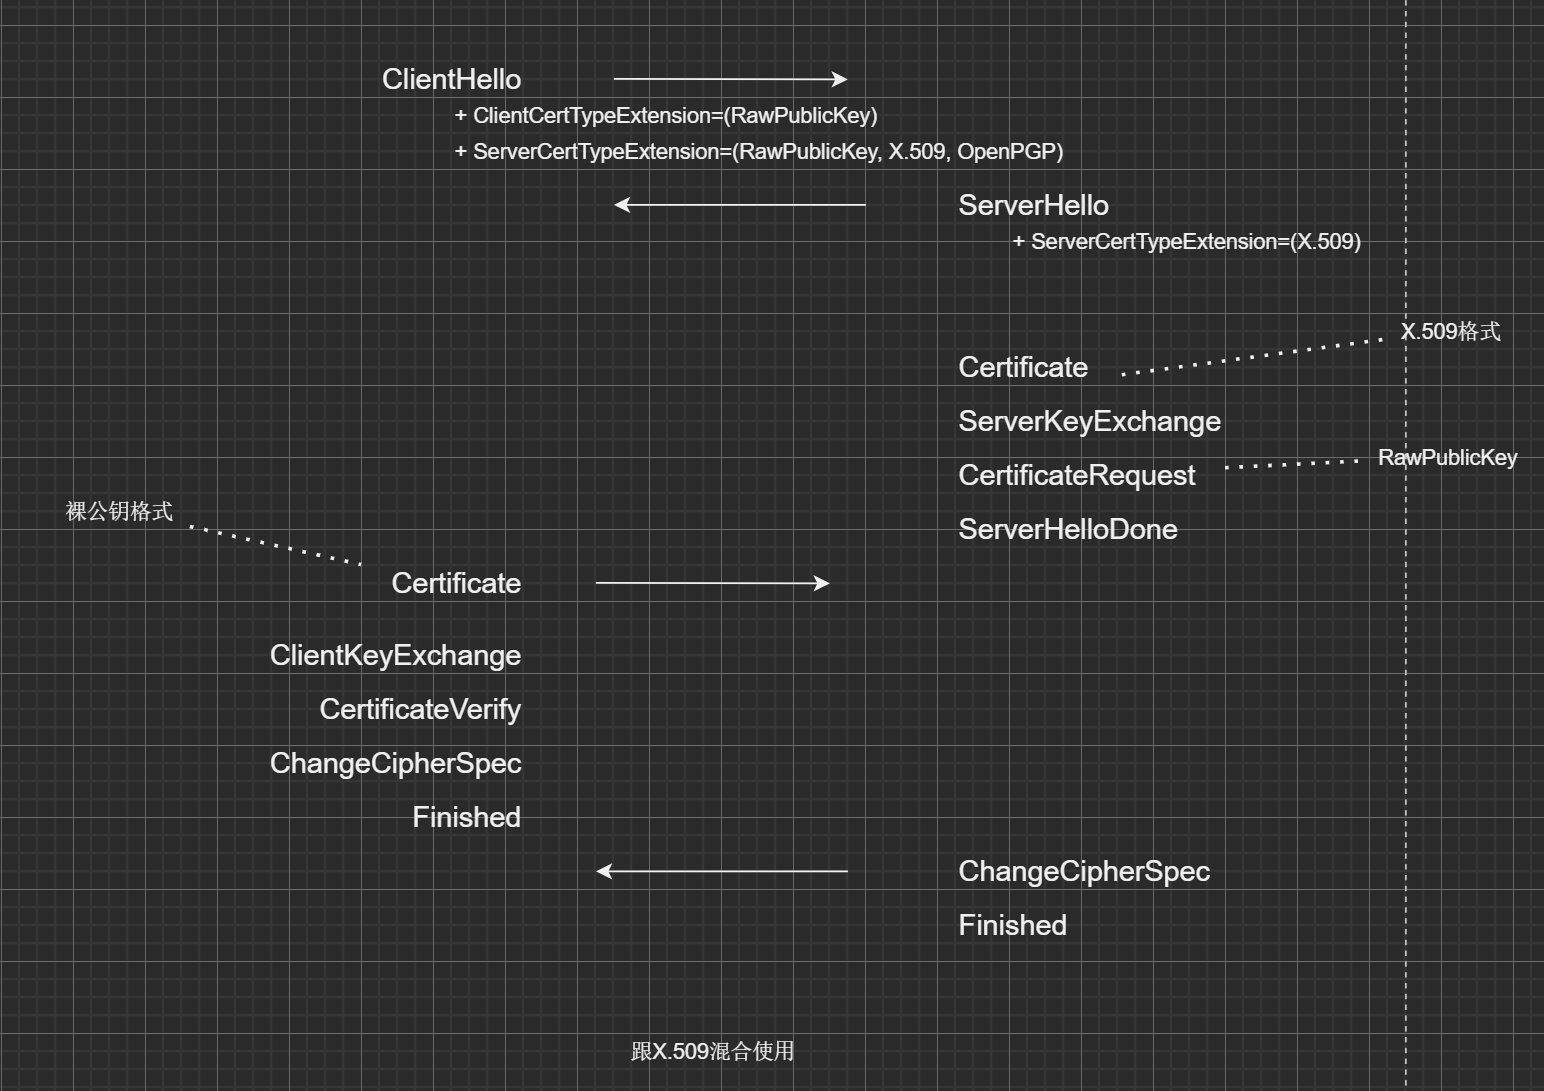 ClientHello
+ ClientCertTypeExtension=(RawPublicKey)
+ ServerCertTypeExtension=(RawPublicKey, X.509, OpenPGP)
ServerHello
+ ServerCertTypeExtension=(X.509)
X.509格式
Certificate
ServerKeyExchange
RawPublicKey
CertificateRequest
裸公钥格式
ServerHelloDone
Certificate
ClientKeyExchange
CertificateVerify
ChangeCipherSpec
Finished
ChangeCipherSpec
Finished
跟X.509混合使用